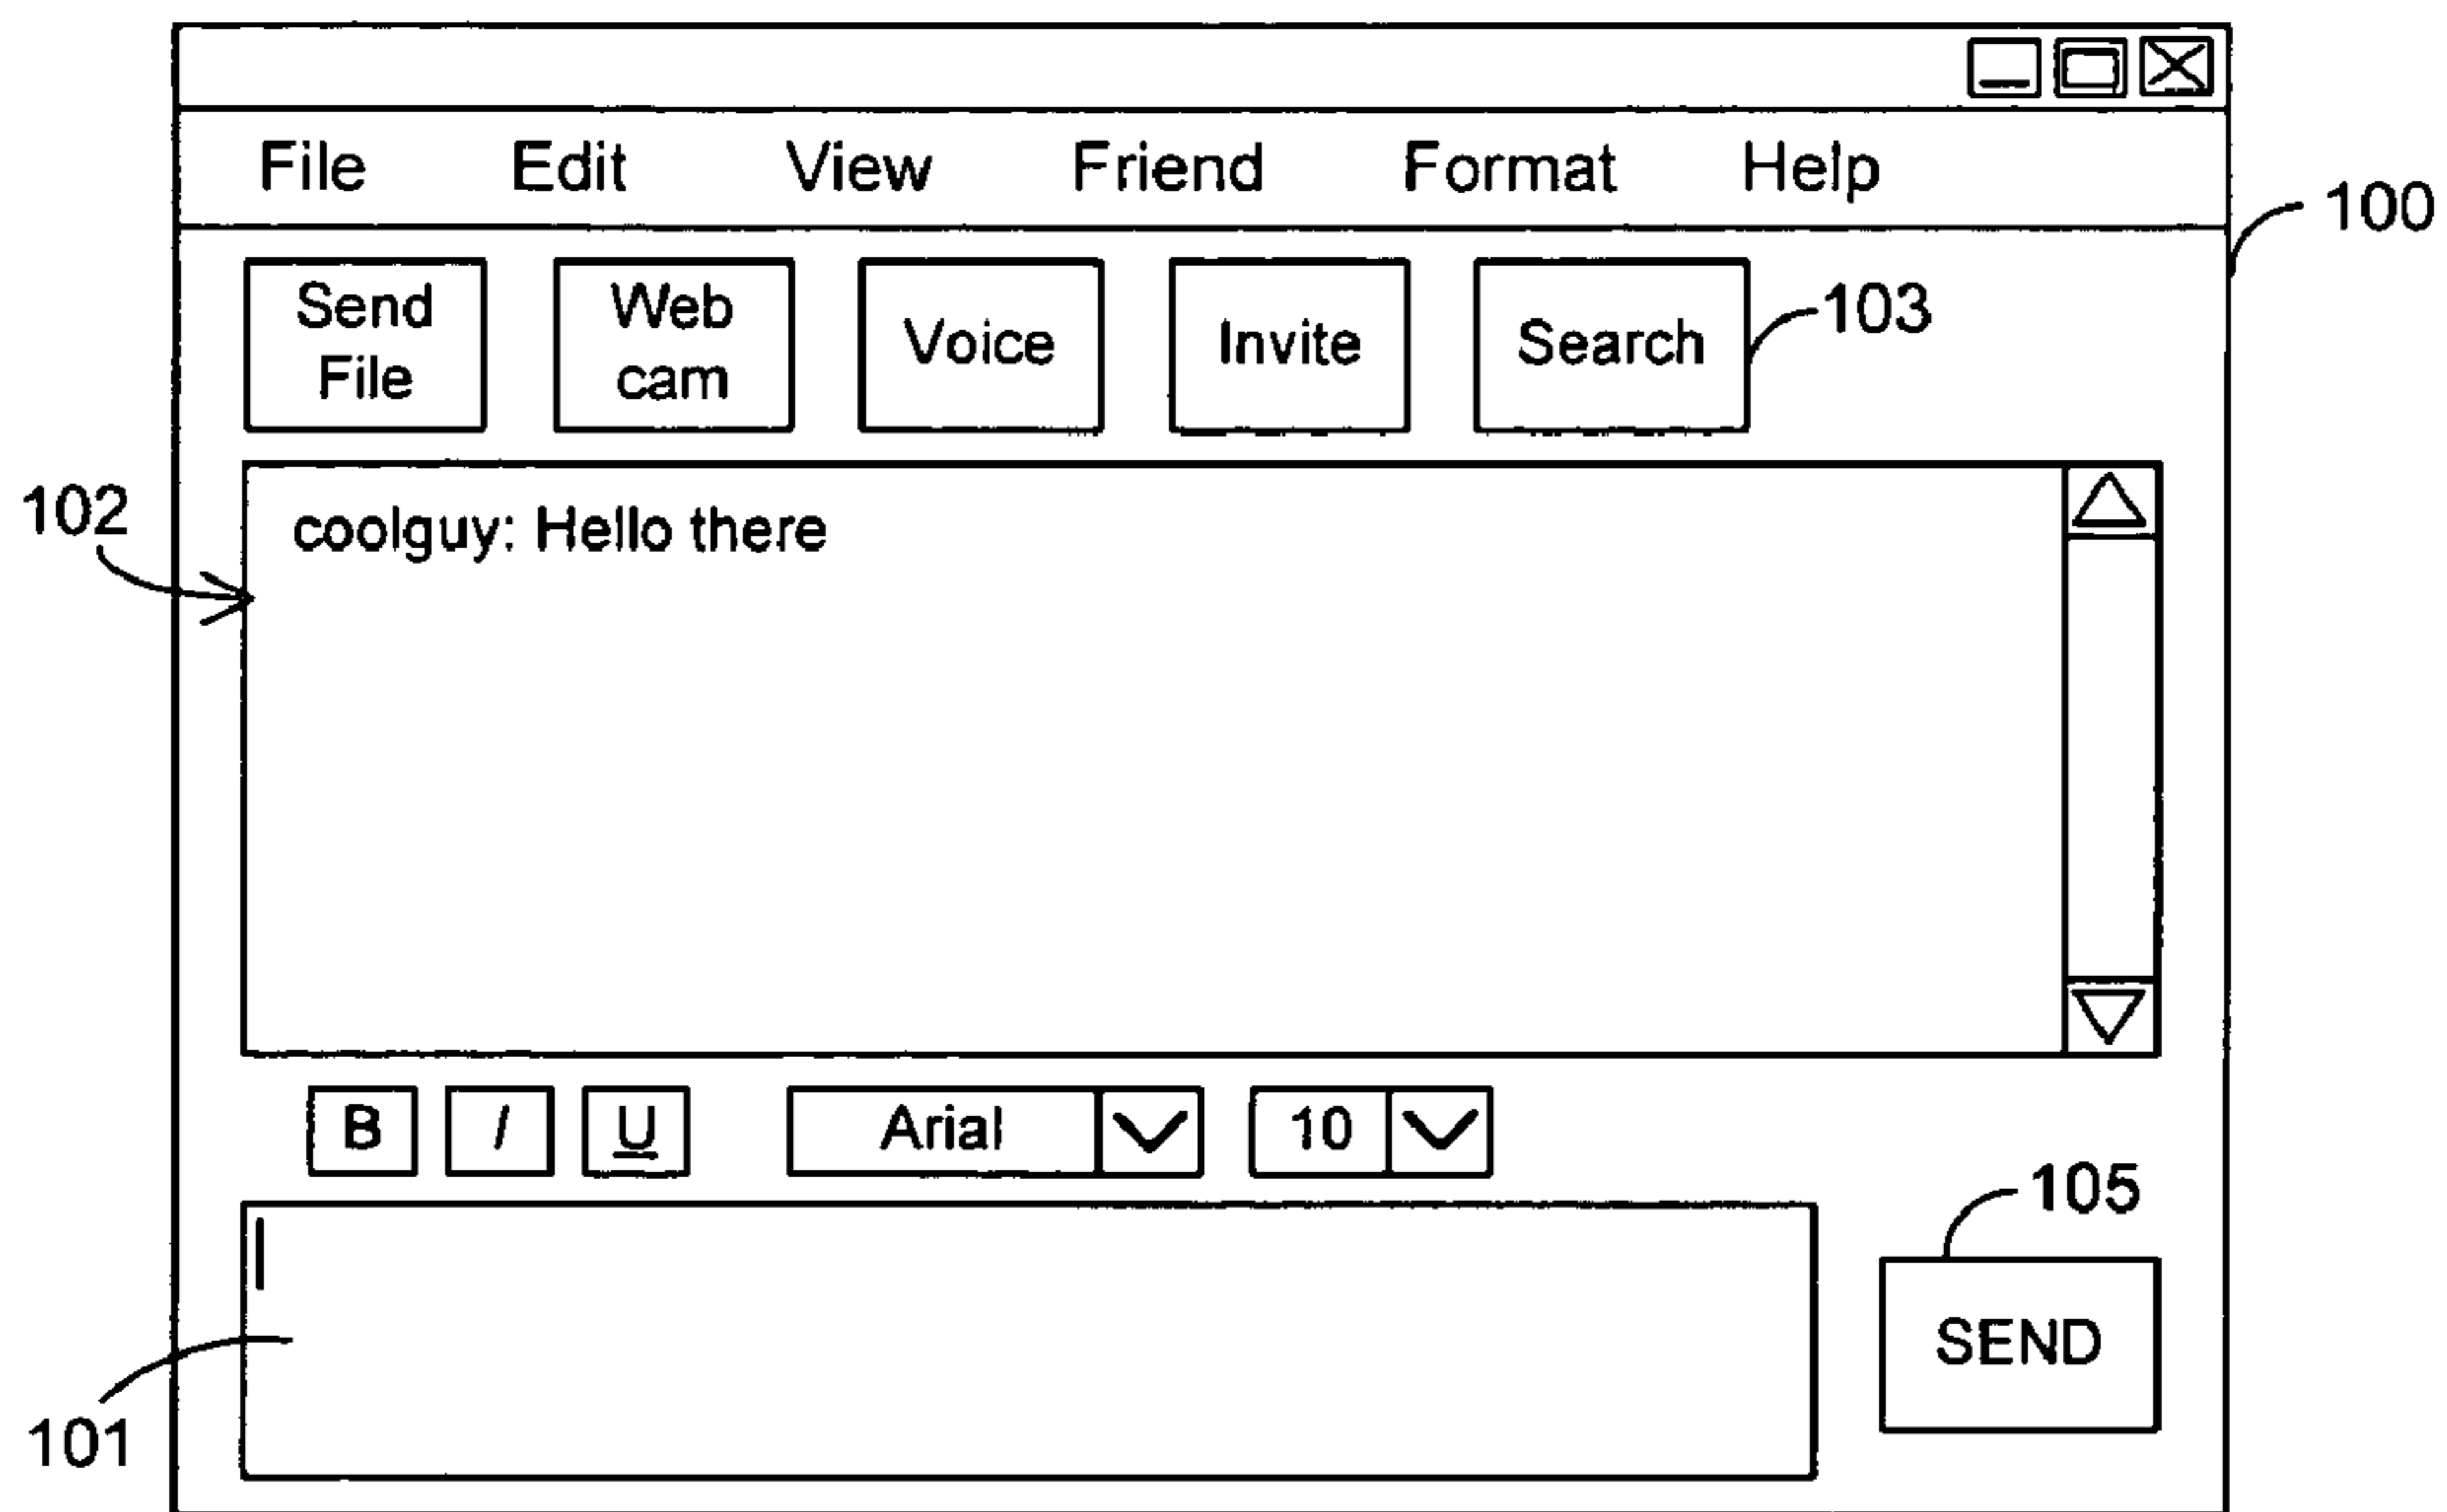 File Edit View Friend Format Help
100
Send File
Web cam
Voice
Invite
Search
103
102
coolguy: Hello there
B I U Arial 10
105
SEND
101